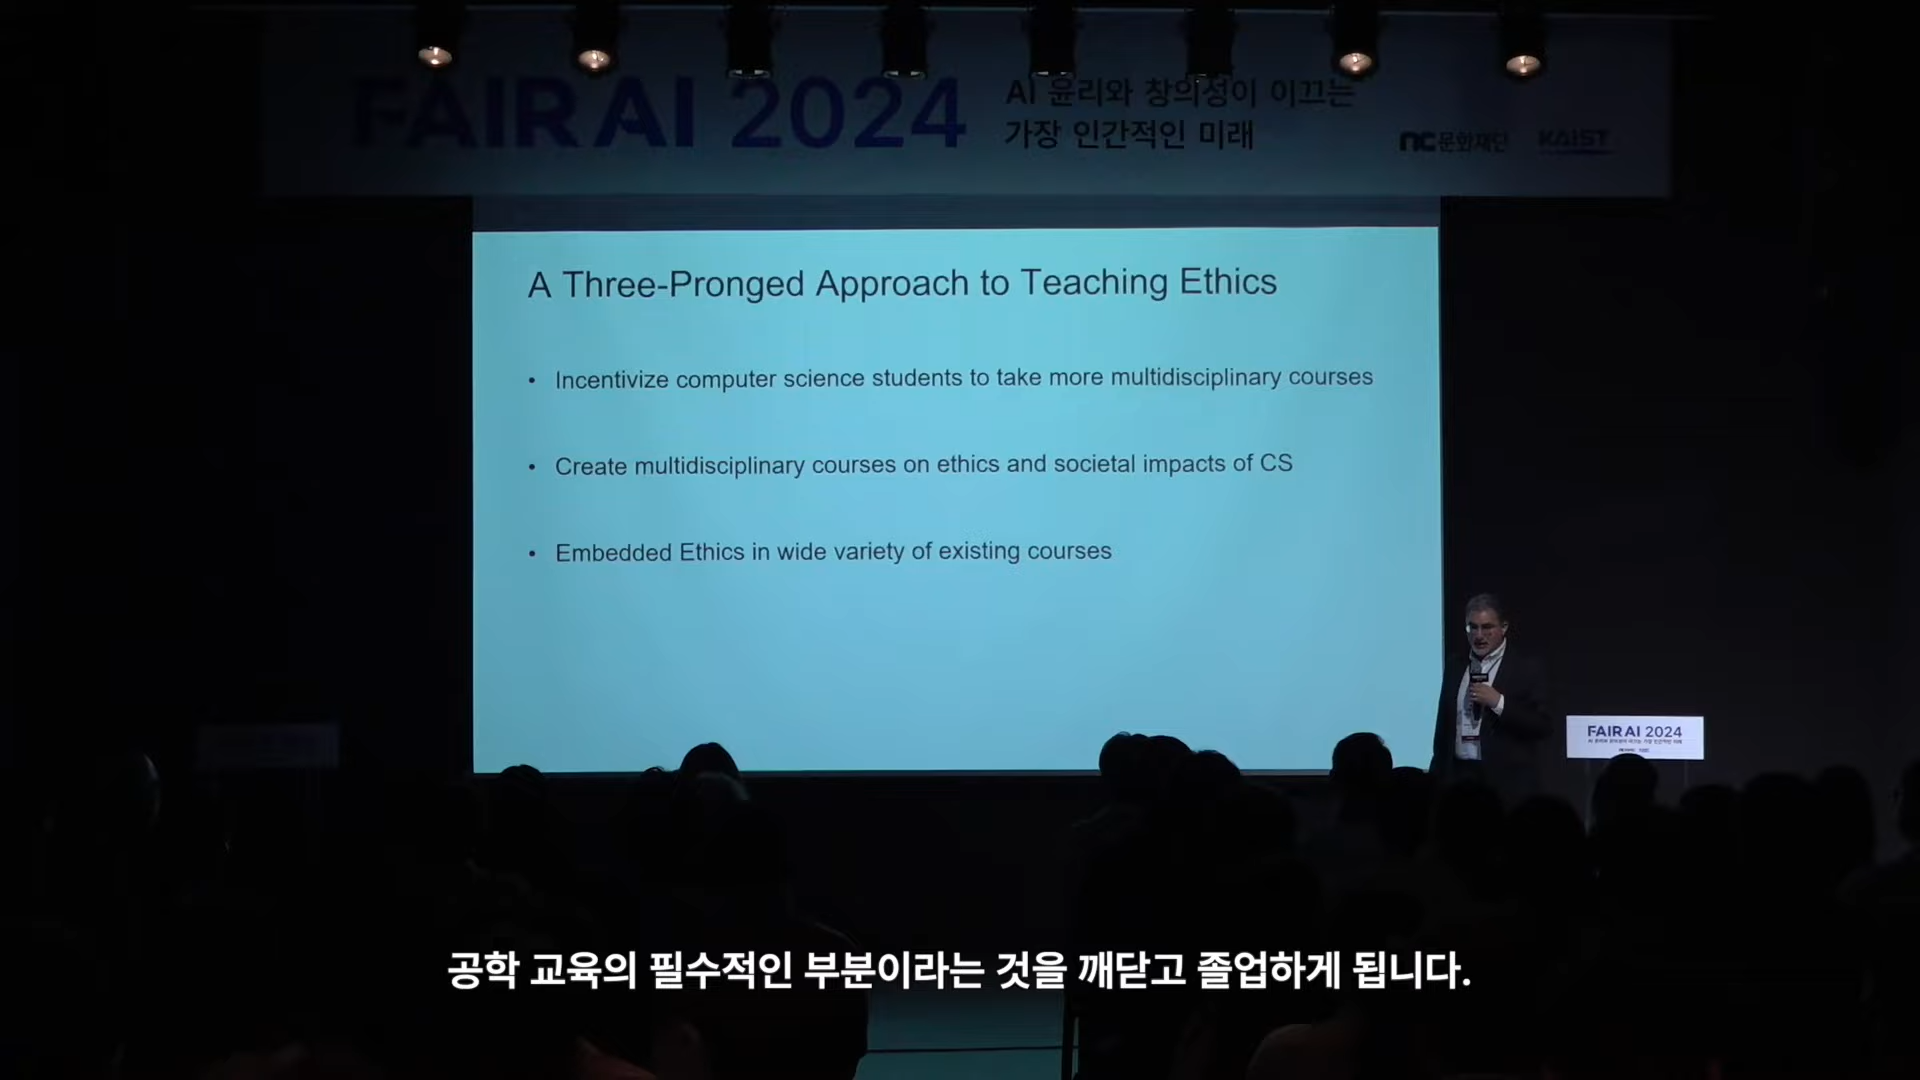 FAIR AI 2024
AI 윤리와 창의성이 이끄는
가장 인간적인 미래
nc문화재단 KAIST
A Three-Pronged Approach to Teaching Ethics
• Incentivize computer science students to take more multidisciplinary courses
• Create multidisciplinary courses on ethics and societal impacts of CS
• Embedded Ethics in wide variety of existing courses
FAIR AI 2024
공학 교육의 필수적인 부분이라는 것을 깨닫고 졸업하게 됩니다.